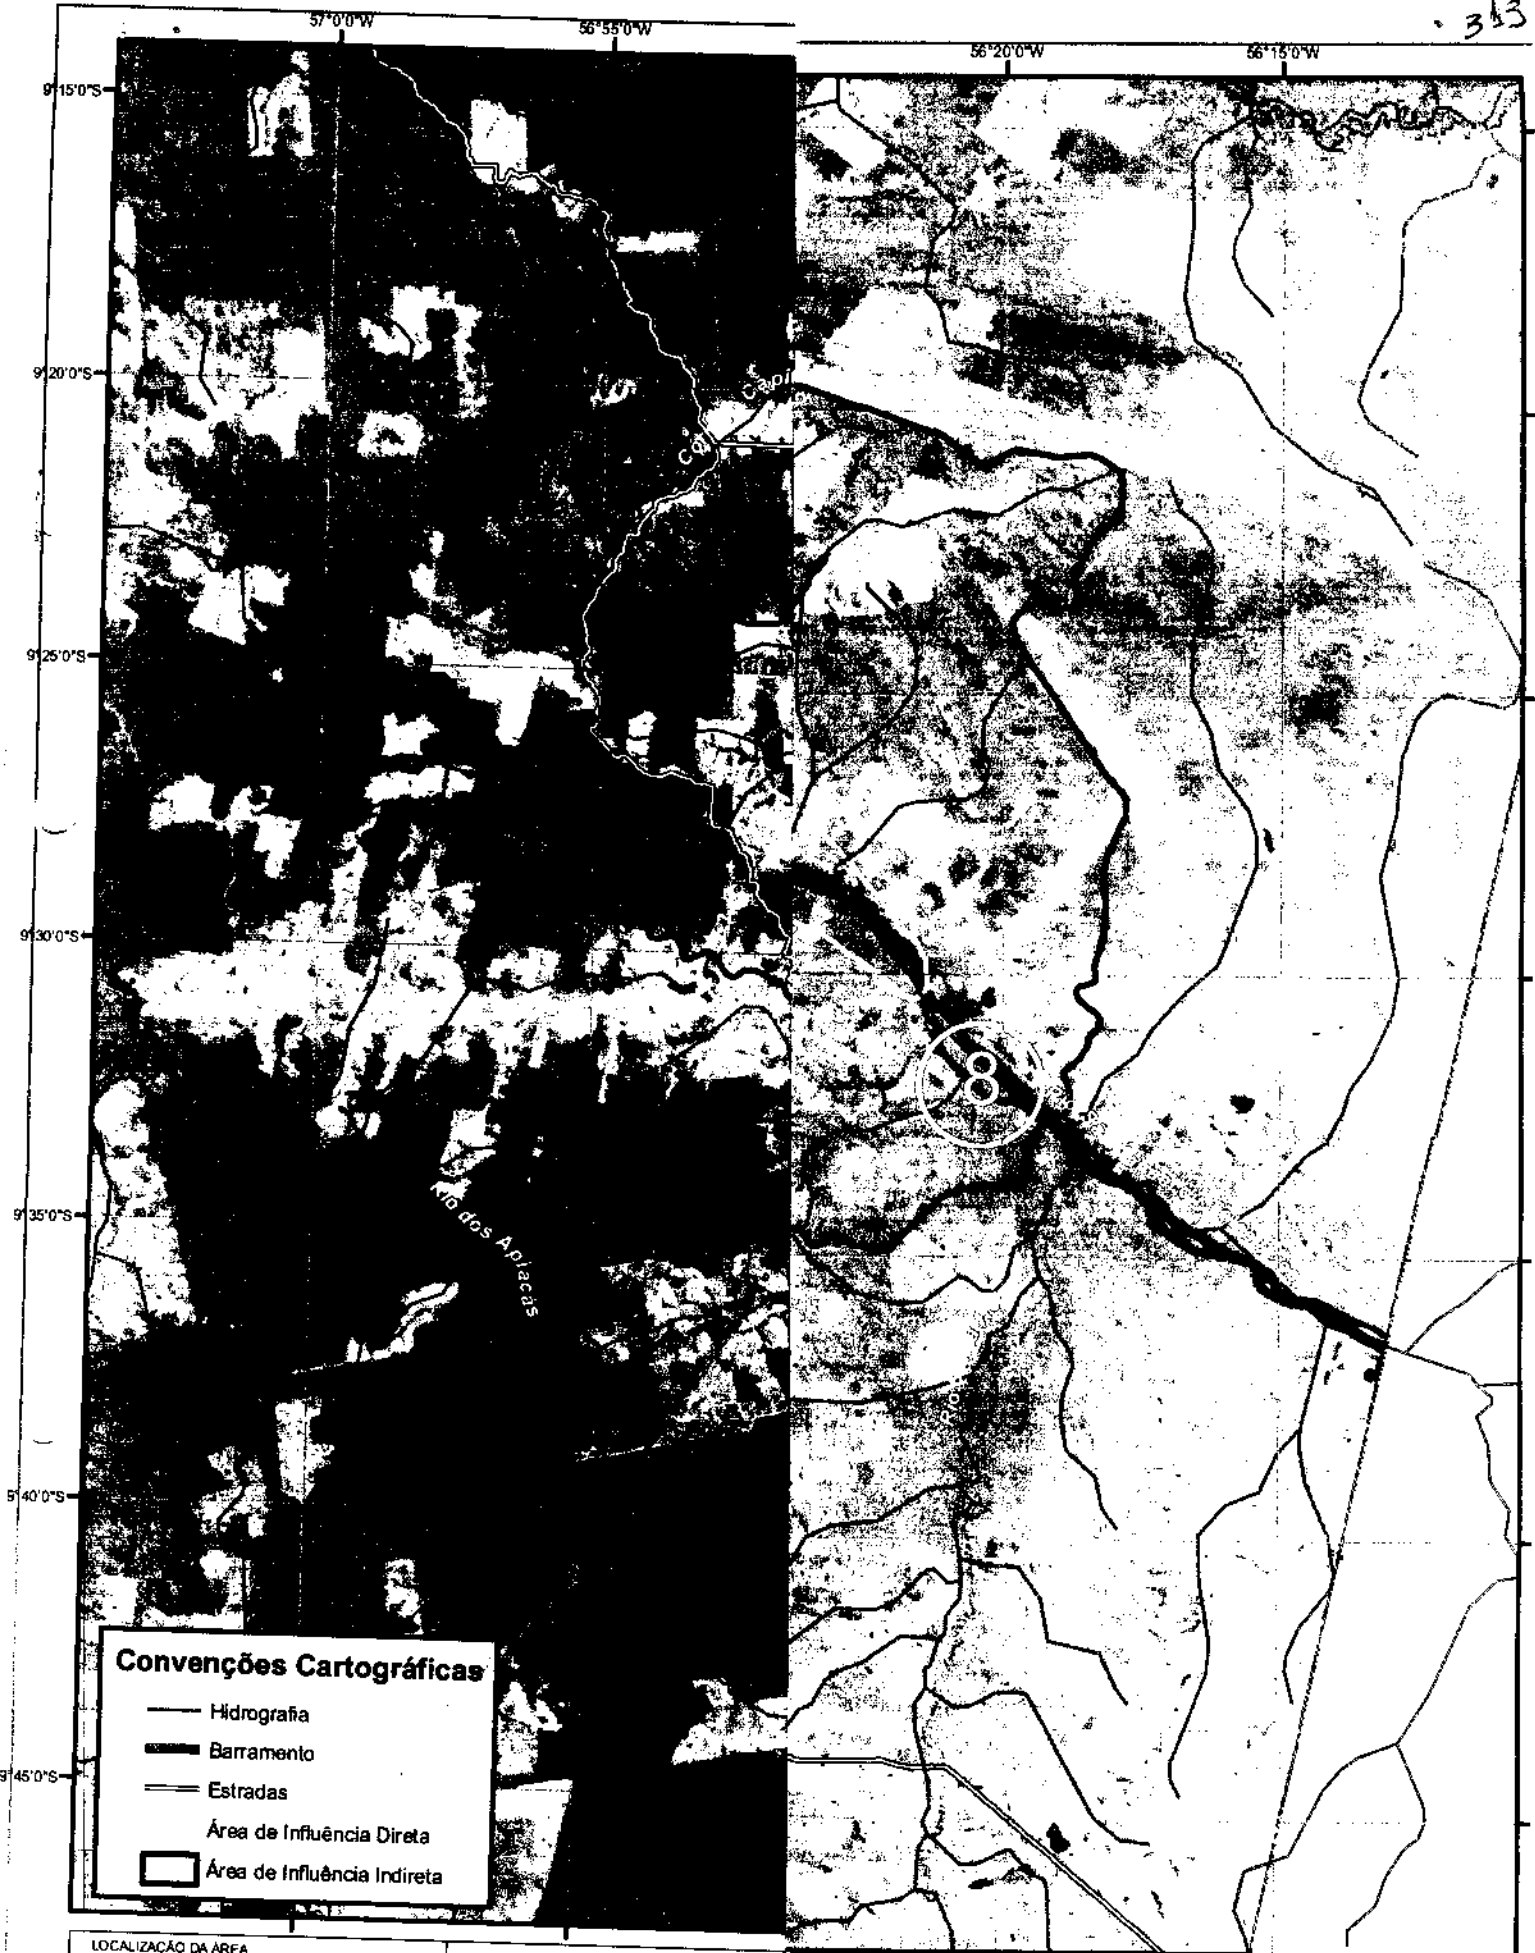 313
57°0'0"W
56°55'0"W
56°20'0"W
56°15'0"W
9°15'0"S
9°20'0"S
9°25'0"S
9°30'0"S
9°35'0"S
9°40'0"S
9°45'0"S
Capi
Rio dos Apiacás
Rio
8
Convenções Cartográficas
Hidrografia
Barramento
Estradas
Área de Influência Direta
Área de Influência Indireta
LOCALIZAÇÃO DA ÁREA